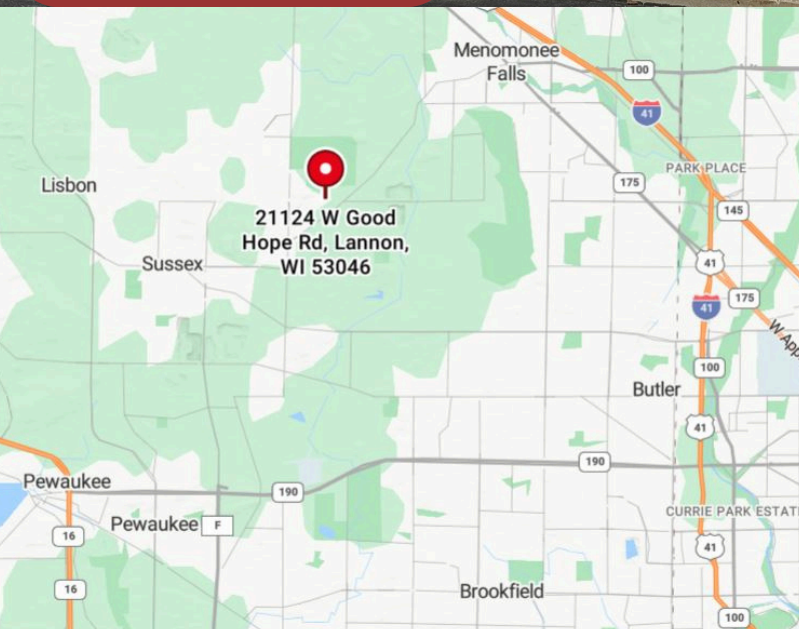 Menomonee
Falls
100
41
PARK PLACE
175
Lisbon
145
21124 W Good
Hope Rd, Lannon,
WI 53046
Sussex
41
175
41
W App
100
Butler
41
190
Pewaukee
190
Pewaukee
F
CURRIE PARK ESTATI
16
41
16
Brookfield
100